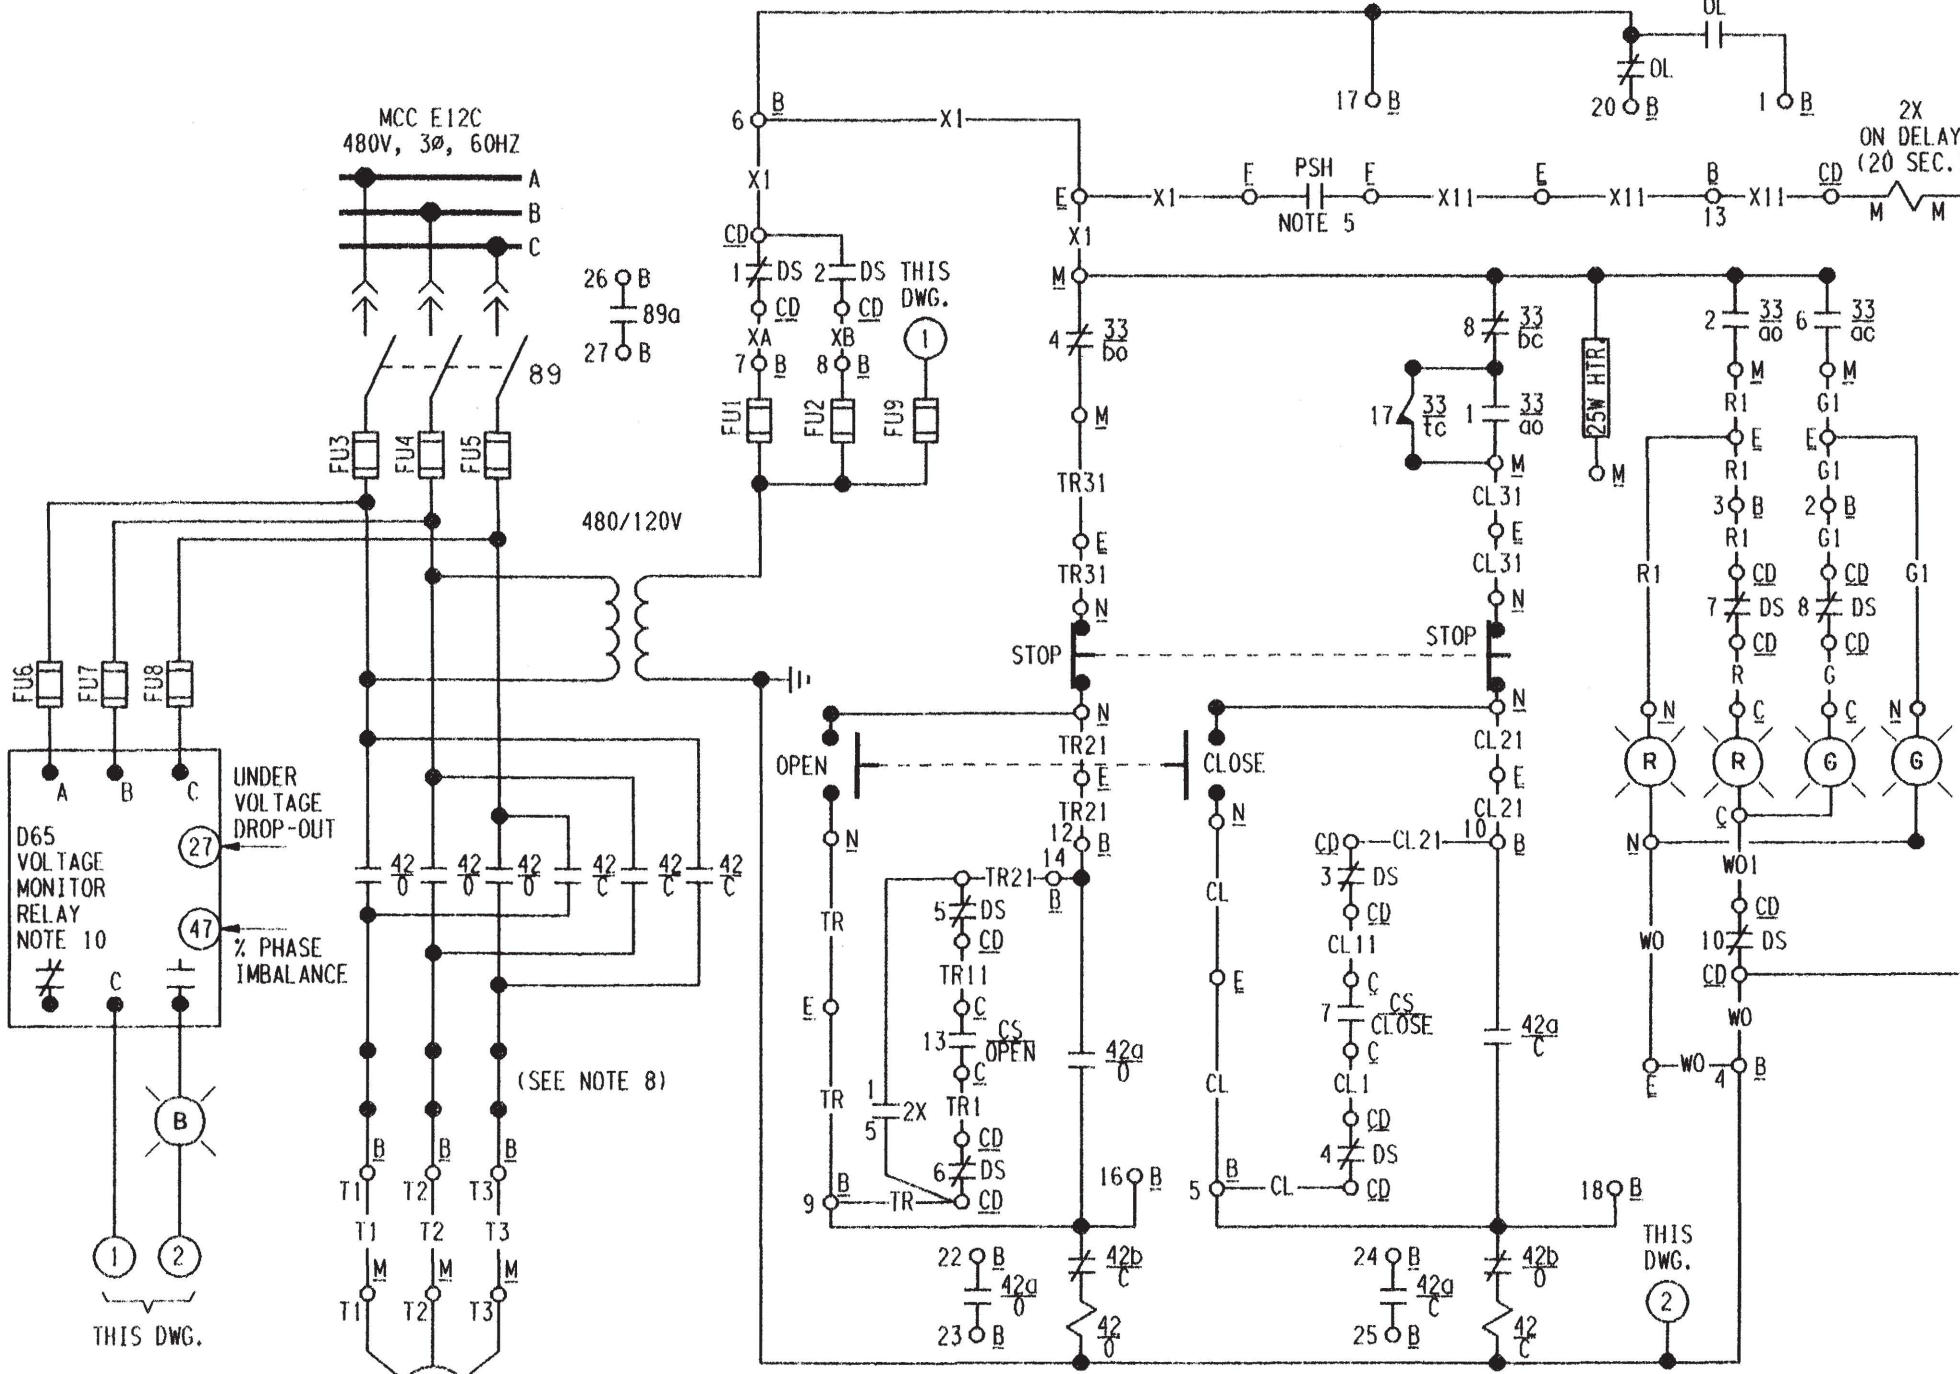 OL
OL
17 B
20 B
1 B
6 B
X1
MCC E12C
480V, 3ø, 60HZ
A
B
C
2X
ON DELAY
(20 SEC.
X1
E
X1
F
PSH
NOTE 5
F
X11
E
X11
B
13
X11
CD
M
M
X1
CD
1 DS
2 DS
THIS
DWG.
1
CD
CD
XA
XB
7 B
8 B
FU1
FU2
FU9
26 B
89a
27 B
89
M
4 33
bo
M
8 33
bc
17 33
tc
1 33
ao
M
25W HTR
M
2 33
ao
6 33
ac
M
M
R1
G1
E
E
R1
G1
3 B
2 B
R1
G1
R1
G1
CD
CD
7 DS
8 DS
CD
CD
R
G
N
C
C
N
R
R
G
G
FU3
FU4
FU5
480/120V
TR31
E
TR31
N
CL31
E
CL31
N
STOP
STOP
N
N
FU6
FU7
FU8
OPEN
CLOSE
TR21
E
TR21
CL21
E
CL21
N
N
12 B
14
B
TR21
10 B
CL21
CD
C
N
WO1
A
B
C
UNDER
VOLTAGE
DROP-OUT
27
D65
VOLTAGE
MONITOR
RELAY
NOTE 10
47
% PHASE
IMBALANCE
C
42
O
42
O
42
O
42
C
42
C
42
C
5 DS
CD
TR
TR11
C
E
13 CS
OPEN
C
TR
TR1
1
2X
5
CD
6 DS
CD
9 B
TR
42a
O
16 B
3 DS
CD
CL
CL11
C
E
7 CS
CLOSE
C
CL
CL1
CD
4 DS
CD
5 B
CL
42a
C
18 B
CD
10 DS
CD
WO
WO
WO
E
4 B
(SEE NOTE 8)
B
B
B
B
T1
T2
T3
T1
T2
T3
M
M
M
T1
T2
T3
1
2
THIS DWG.
22 B
42a
O
23 B
42b
C
42
O
24 B
42a
C
25 B
42b
O
42
C
THIS
DWG.
2